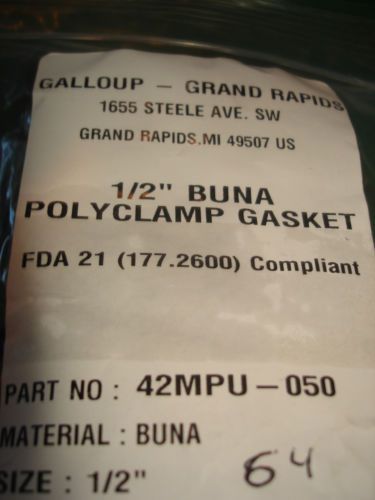 GALLOUP - GRAND RAPIDS
1655 STEELE AVE. SW
GRAND RAPIDS,MI 49507 US
1/2" BUNA
POLYCLAMP GASKET
FDA 21 (177.2600) Compliant
PART NO : 42MPU-050
MATERIAL : BUNA
SIZE : 1/2"
64